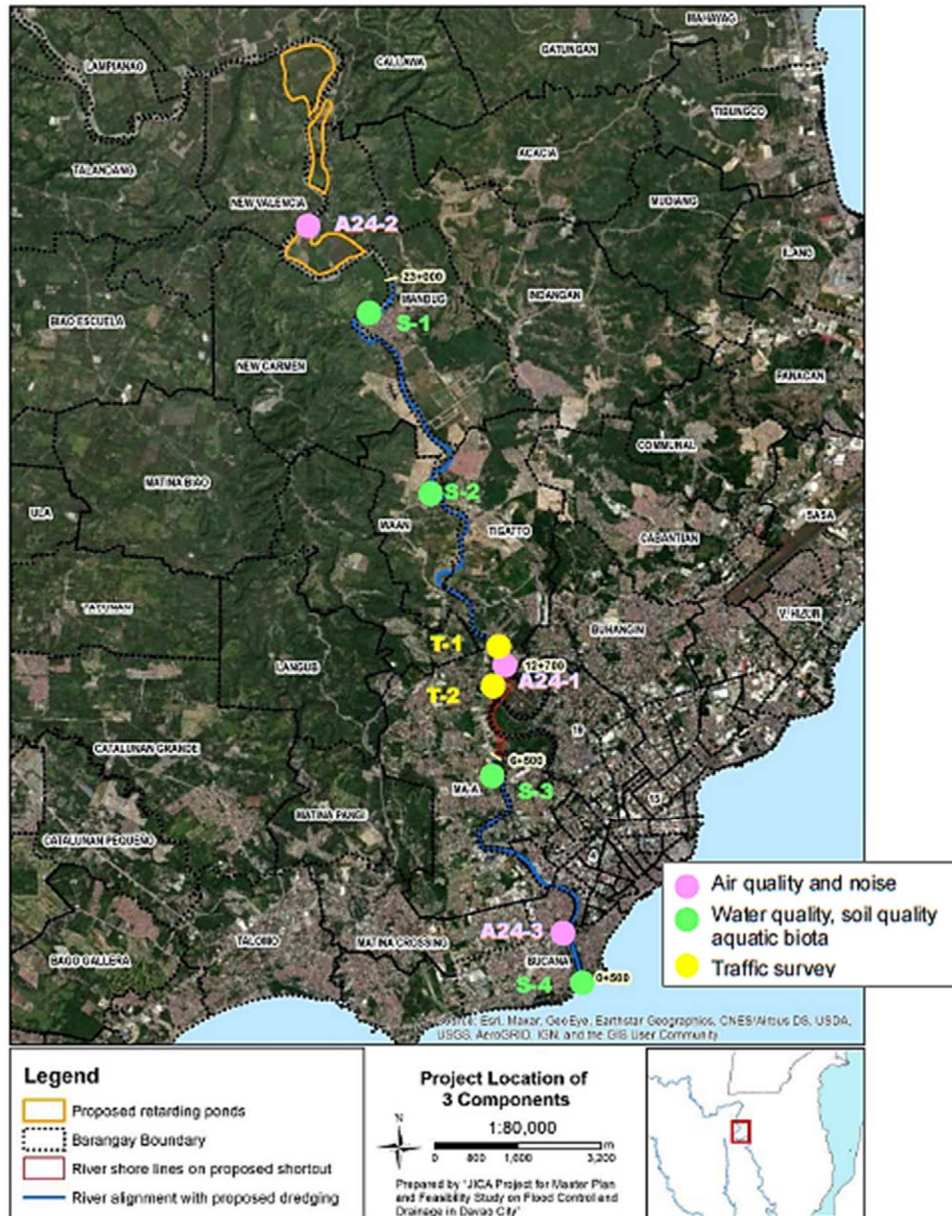 MAHAYAG
LAMPIANAO
CALLAWA
GATUNGAN
TIGUNGCO
TALANDANG
ACACIA
NEW VALENCIA
MUDIANG
A24-2
ILANG
23+000
MANDUG
INDANGAN
BIAO ESCUELA
S-1
NEW CARMEN
PANACAN
COMMUNAL
MATINA BIAO
S-2
ULA
WAAN
TIGATTO
SASA
CABANTIAN
BUHANGIN
T-1
LANGUB
12+700
A24-1
T-2
19
CATALUNAN GRANDE
6+500
MA-A
S-3
15
MATINA PANGI
CATALUNAN PEQUENO
Air quality and noise
Water quality, soil quality
aquatic biota
Traffic survey
A24-3
TALOMO
MATINA CROSSING
BUCANA
BAGO GALLERA
S-4
0+500
Source: Esri, Maxar, GeoEye, Earthstar Geographics, CNES/Airbus DS, USDA,
USGS, AeroGRID, IGN, and the GIS User Community
Legend
Proposed retarding ponds
Barangay Boundary
River shore lines on proposed shortcut
River alignment with proposed dredging
Project Location of
3 Components
1:80,000
N
m
0 800 1,600 3,200
Prepared by "JICA Project for Master Plan
and Feasibility Study on Flood Control and
Drainage in Davao City"